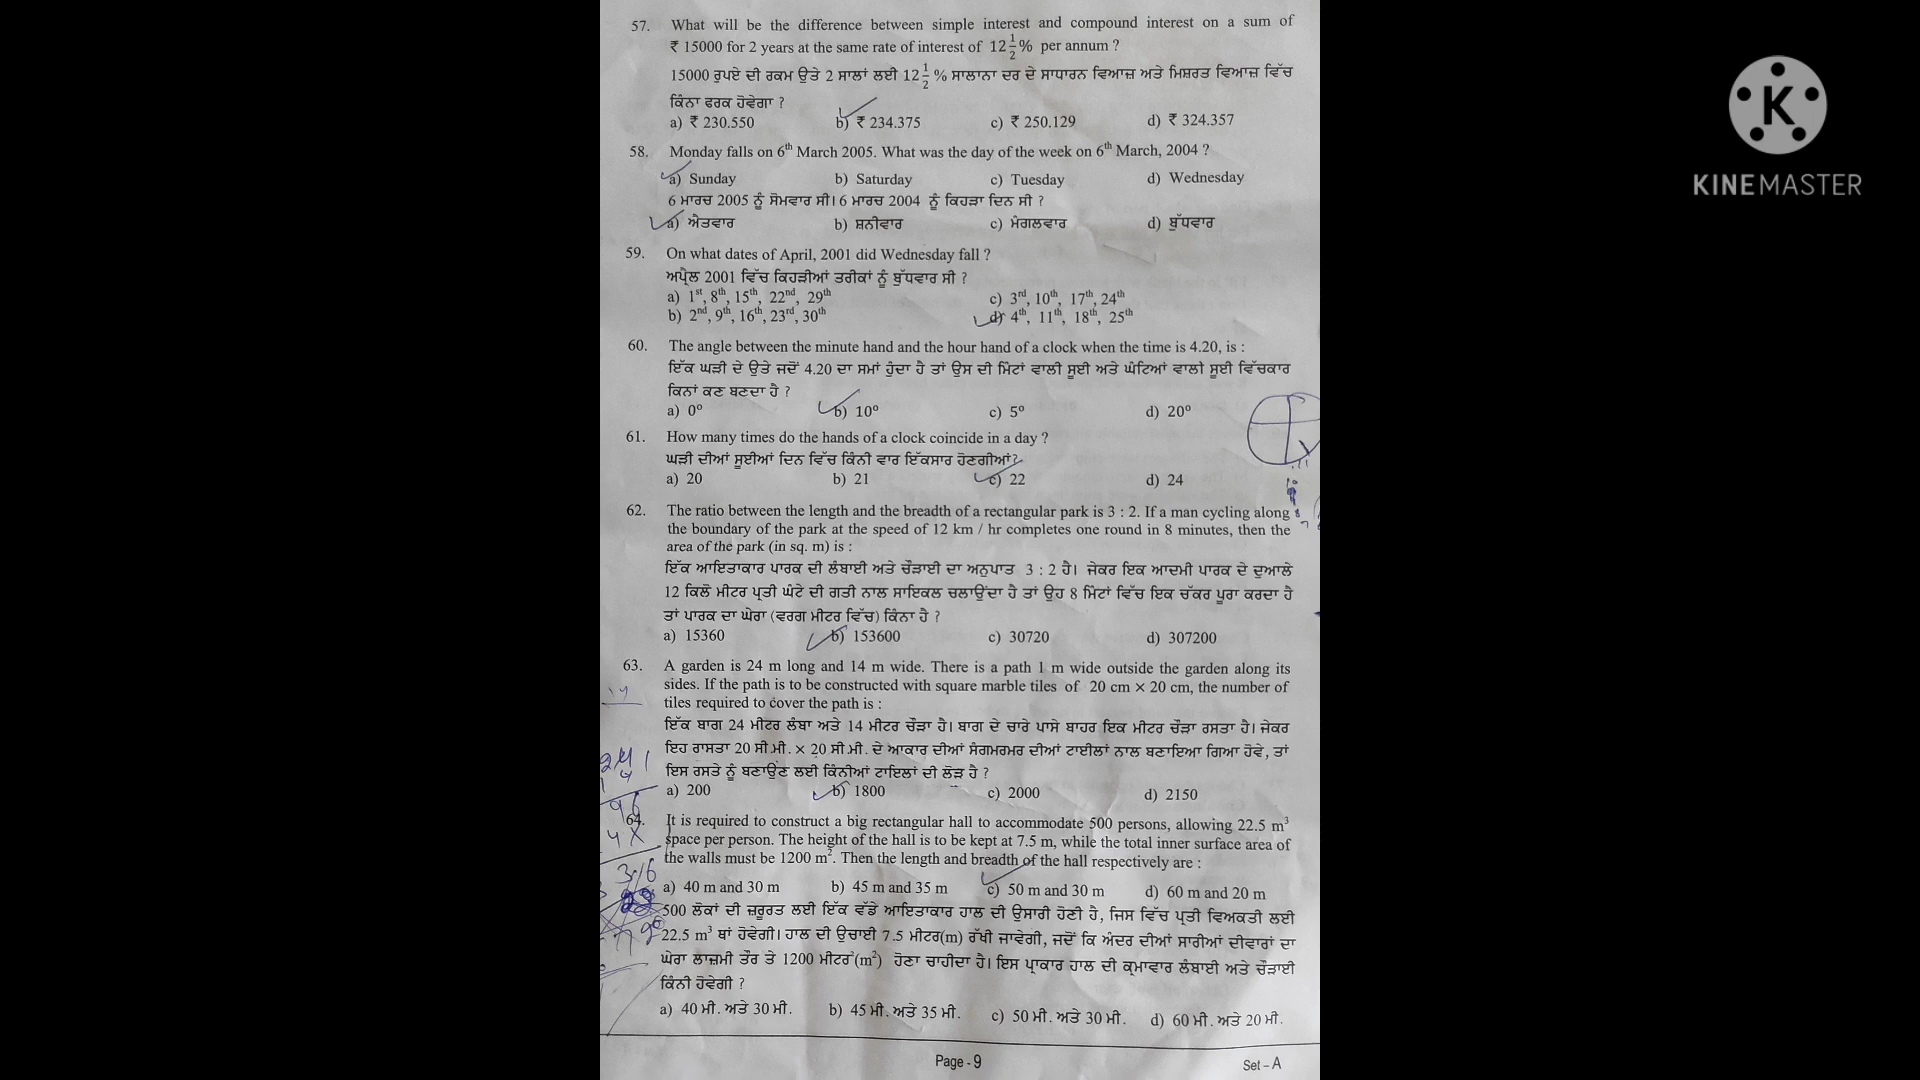 57. What will be the difference between simple interest and compound interest on a sum of
₹ 15000 for 2 years at the same rate of interest of 12 1/2 % per annum ?
15000 ਰੁਪਏ ਦੀ ਰਕਮ ਉਤੇ 2 ਸਾਲਾਂ ਲਈ 12 1/2 % ਸਾਲਾਨਾ ਦਰ ਦੇ ਸਾਧਾਰਨ ਵਿਆਜ਼ ਅਤੇ ਮਿਸ਼ਰਤ ਵਿਆਜ਼ ਵਿੱਚ
ਕਿੰਨਾ ਫਰਕ ਹੋਵੇਗਾ ?
a) ₹ 230.550 b) ₹ 234.375 c) ₹ 250.129 d) ₹ 324.357
58. Monday falls on 6th March 2005. What was the day of the week on 6th March, 2004 ?
a) Sunday b) Saturday c) Tuesday d) Wednesday
6 ਮਾਰਚ 2005 ਨੂੰ ਸੋਮਵਾਰ ਸੀ। 6 ਮਾਰਚ 2004 ਨੂੰ ਕਿਹੜਾ ਦਿਨ ਸੀ ?
a) ਐਤਵਾਰ b) ਸ਼ਨੀਵਾਰ c) ਮੰਗਲਵਾਰ d) ਬੁੱਧਵਾਰ
59. On what dates of April, 2001 did Wednesday fall ?
ਅਪ੍ਰੈਲ 2001 ਵਿੱਚ ਕਿਹੜੀਆਂ ਤਰੀਕਾਂ ਨੂੰ ਬੁੱਧਵਾਰ ਸੀ ?
a) 1st, 8th, 15th, 22nd, 29th c) 3rd, 10th, 17th, 24th
b) 2nd, 9th, 16th, 23rd, 30th d) 4th, 11th, 18th, 25th
60. The angle between the minute hand and the hour hand of a clock when the time is 4.20, is :
ਇੱਕ ਘੜੀ ਦੇ ਉਤੇ ਜਦੋਂ 4.20 ਦਾ ਸਮਾਂ ਹੁੰਦਾ ਹੈ ਤਾਂ ਉਸ ਦੀ ਮਿੰਟਾਂ ਵਾਲੀ ਸੂਈ ਅਤੇ ਘੰਟਿਆਂ ਵਾਲੀ ਸੂਈ ਵਿੱਚਕਾਰ
ਕਿਨਾਂ ਕਣ ਬਣਦਾ ਹੈ ?
a) 0° b) 10° c) 5° d) 20°
61. How many times do the hands of a clock coincide in a day ?
ਘੜੀ ਦੀਆਂ ਸੂਈਆਂ ਦਿਨ ਵਿੱਚ ਕਿੰਨੀ ਵਾਰ ਇੱਕਸਾਰ ਹੋਣਗੀਆਂ?
a) 20 b) 21 c) 22 d) 24
62. The ratio between the length and the breadth of a rectangular park is 3 : 2. If a man cycling along
the boundary of the park at the speed of 12 km / hr completes one round in 8 minutes, then the
area of the park (in sq. m) is :
ਇੱਕ ਆਇਤਾਕਾਰ ਪਾਰਕ ਦੀ ਲੰਬਾਈ ਅਤੇ ਚੌੜਾਈ ਦਾ ਅਨੁਪਾਤ 3 : 2 ਹੈ। ਜੇਕਰ ਇਕ ਆਦਮੀ ਪਾਰਕ ਦੇ ਦੁਆਲੇ
12 ਕਿਲੋ ਮੀਟਰ ਪ੍ਰਤੀ ਘੰਟੇ ਦੀ ਗਤੀ ਨਾਲ ਸਾਇਕਲ ਚਲਾਉਂਦਾ ਹੈ ਤਾਂ ਉਹ 8 ਮਿੰਟਾਂ ਵਿੱਚ ਇਕ ਚੱਕਰ ਪੂਰਾ ਕਰਦਾ ਹੈ
ਤਾਂ ਪਾਰਕ ਦਾ ਘੇਰਾ (ਵਰਗ ਮੀਟਰ ਵਿੱਚ) ਕਿੰਨਾ ਹੈ ?
a) 15360 b) 153600 c) 30720 d) 307200
63. A garden is 24 m long and 14 m wide. There is a path 1 m wide outside the garden along its
sides. If the path is to be constructed with square marble tiles of 20 cm × 20 cm, the number of
tiles required to cover the path is :
ਇੱਕ ਬਾਗ 24 ਮੀਟਰ ਲੰਬਾ ਅਤੇ 14 ਮੀਟਰ ਚੌੜਾ ਹੈ। ਬਾਗ ਦੇ ਚਾਰੇ ਪਾਸੇ ਬਾਹਰ ਇਕ ਮੀਟਰ ਚੌੜਾ ਰਸਤਾ ਹੈ। ਜੇਕਰ
ਇਹ ਰਾਸਤਾ 20 ਸੀ.ਮੀ. × 20 ਸੀ.ਮੀ. ਦੇ ਆਕਾਰ ਦੀਆਂ ਸੰਗਮਰਮਰ ਦੀਆਂ ਟਾਈਲਾਂ ਨਾਲ ਬਣਾਇਆ ਗਿਆ ਹੋਵੇ, ਤਾਂ
ਇਸ ਰਸਤੇ ਨੂੰ ਬਣਾਉਣ ਲਈ ਕਿੰਨੀਆਂ ਟਾਇਲਾਂ ਦੀ ਲੋੜ ਹੈ ?
a) 200 b) 1800 c) 2000 d) 2150
64. It is required to construct a big rectangular hall to accommodate 500 persons, allowing 22.5 m³
space per person. The height of the hall is to be kept at 7.5 m, while the total inner surface area of
the walls must be 1200 m². Then the length and breadth of the hall respectively are :
a) 40 m and 30 m b) 45 m and 35 m c) 50 m and 30 m d) 60 m and 20 m
500 ਲੋਕਾਂ ਦੀ ਜ਼ਰੂਰਤ ਲਈ ਇੱਕ ਵੱਡੇ ਆਇਤਾਕਾਰ ਹਾਲ ਦੀ ਉਸਾਰੀ ਹੋਣੀ ਹੈ, ਜਿਸ ਵਿੱਚ ਪ੍ਰਤੀ ਵਿਅਕਤੀ ਲਈ
22.5 m³ ਥਾਂ ਹੋਵੇਗੀ। ਹਾਲ ਦੀ ਉਚਾਈ 7.5 ਮੀਟਰ(m) ਰੱਖੀ ਜਾਵੇਗੀ, ਜਦੋਂ ਕਿ ਅੰਦਰ ਦੀਆਂ ਸਾਰੀਆਂ ਦੀਵਾਰਾਂ ਦਾ
ਘੇਰਾ ਲਾਜ਼ਮੀ ਤੌਰ ਤੇ 1200 ਮੀਟਰ (m²) ਹੋਣਾ ਚਾਹੀਦਾ ਹੈ। ਇਸ ਪ੍ਰਾਕਾਰ ਹਾਲ ਦੀ ਕ੍ਰਮਾਵਾਰ ਲੰਬਾਈ ਅਤੇ ਚੌੜਾਈ
ਕਿੰਨੀ ਹੋਵੇਗੀ ?
a) 40 ਮੀ. ਅਤੇ 30 ਮੀ. b) 45 ਮੀ. ਅਤੇ 35 ਮੀ. c) 50 ਮੀ. ਅਤੇ 30 ਮੀ. d) 60 ਮੀ. ਅਤੇ 20 ਮੀ.
Page - 9
Set – A
K
KINEMASTER